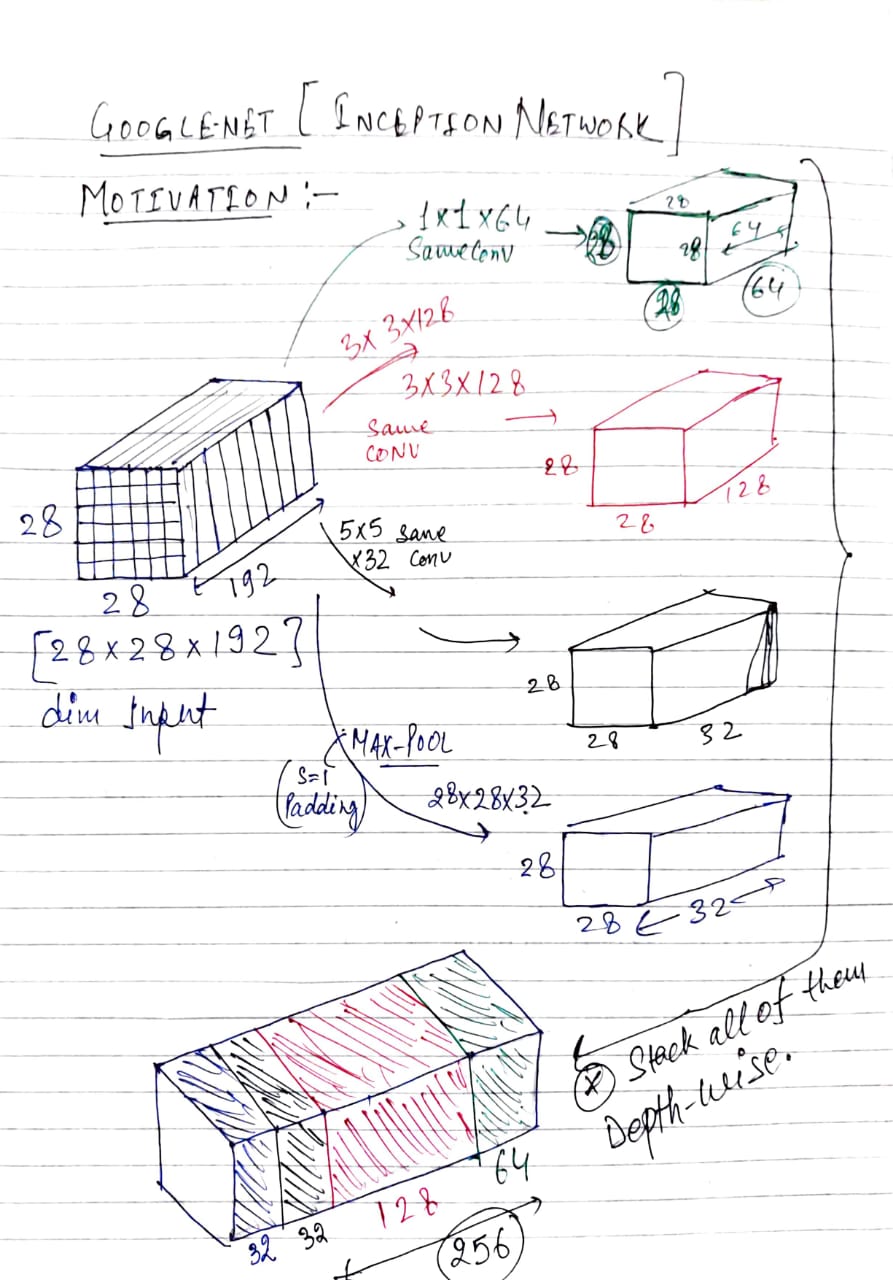 GOOGLE-NET [INCEPTION NETWORK]
MOTIVATION :-
1x1x64
Same Conv
28
28
28
64
28
64
3x3x128
3x3x128
Same
CONV
28
28
128
28
28
192
[28x28x192]
dim Input
5x5 same
x32 conv
28
28
32
MAX-POOL
(S=1
Padding)
28x28x32
28
28
32
(x) Stack all of them
Depth-wise.
32
32
128
64
256